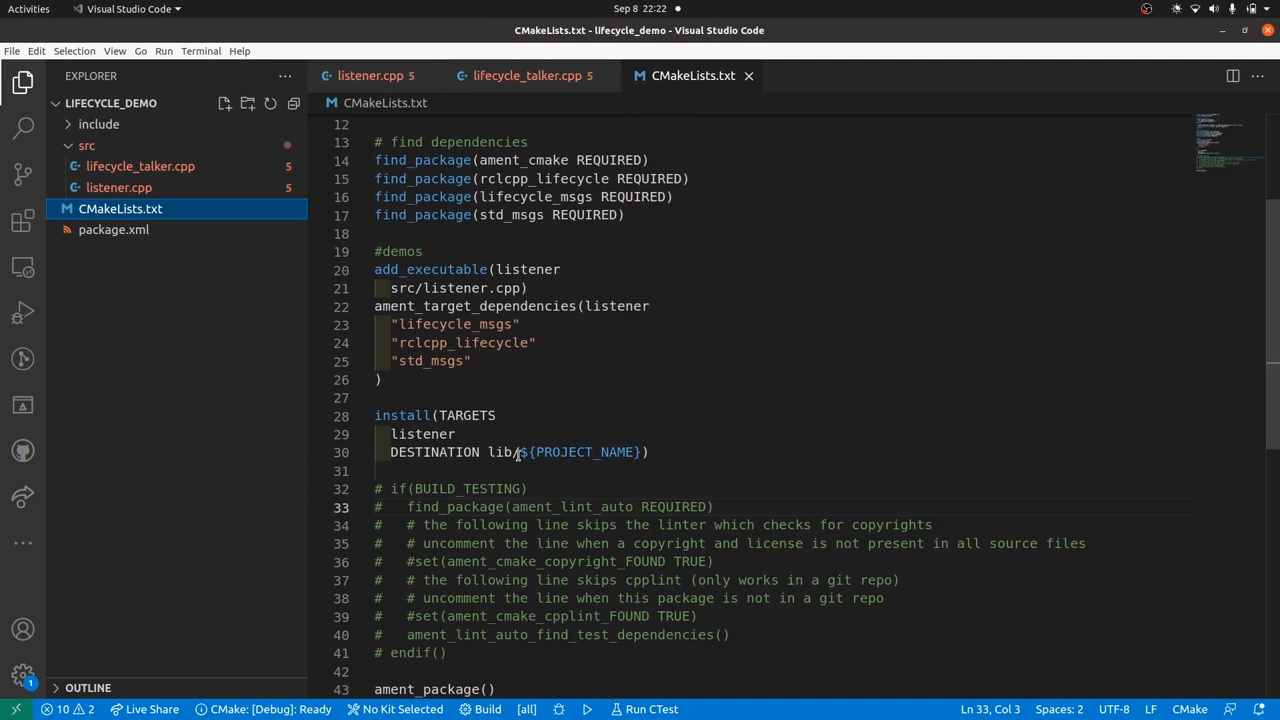 Activities
Visual Studio Code
Sep 8 22:22
CMakeLists.txt - lifecycle_demo - Visual Studio Code
File Edit Selection View Go Run Terminal Help
EXPLORER
listener.cpp 5
lifecycle_talker.cpp 5
CMakeLists.txt
LIFECYCLE_DEMO
CMakeLists.txt
include
src
lifecycle_talker.cpp 5
listener.cpp 5
CMakeLists.txt
package.xml
12
13 # find dependencies
14 find_package(ament_cmake REQUIRED)
15 find_package(rclcpp_lifecycle REQUIRED)
16 find_package(lifecycle_msgs REQUIRED)
17 find_package(std_msgs REQUIRED)
18
19 #demos
20 add_executable(listener
21 src/listener.cpp)
22 ament_target_dependencies(listener
23 "lifecycle_msgs"
24 "rclcpp_lifecycle"
25 "std_msgs"
26 )
27
28 install(TARGETS
29 listener
30 DESTINATION lib/${PROJECT_NAME})
31
32 # if(BUILD_TESTING)
33 # find_package(ament_lint_auto REQUIRED)
34 # # the following line skips the linter which checks for copyrights
35 # # uncomment the line when a copyright and license is not present in all source files
36 # #set(ament_cmake_copyright_FOUND TRUE)
37 # # the following line skips cpplint (only works in a git repo)
38 # # uncomment the line when this package is not in a git repo
39 # #set(ament_cmake_cpplint_FOUND TRUE)
40 # ament_lint_auto_find_test_dependencies()
41 # endif()
42
43 ament_package()
OUTLINE
1
10 2 Live Share CMake: [Debug]: Ready No Kit Selected Build [all] Run CTest Ln 33, Col 3 Spaces: 2 UTF-8 LF CMake